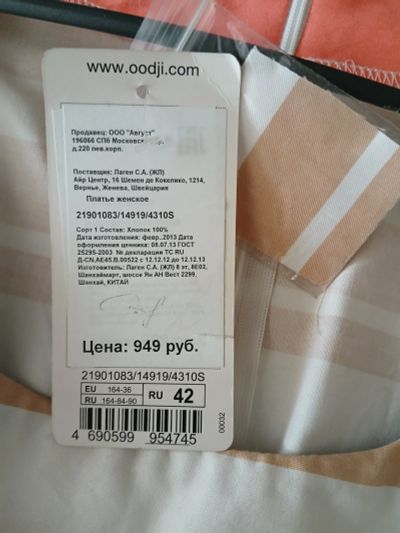 www.oodji.com
Продавец: ООО "Август"
196066 СПб Московск
д.220 лев.корп.
Поставщик: Лаген С.А. (ЖЛ)
Айр Центр, 16 Шемен де Кокелико, 1214,
Вернье, Женева, Швейцария
Платье женское
21901083/14919/4310S
Сорт 1 Состав: Хлопок 100%
Дата изготовления: февр..2013 Дата
оформления ценника: 08.07.13 ГОСТ
25295-2003 № декларации ТС RU
Д-CN,АЕ45.В.00522 с 12.12.12 до 12.12.13
Изготовитель: Лаген С.А. (ЖЛ) 8 эт, 8Е02,
Шанхаймарт, шоссе Ян АН Вест 2299,
Шанхай, КИТАЙ
Цена: 949 руб.
21901083/14919/4310S
EU 164-36
RU 164-84-90
RU 42
4 690599 954745
00032